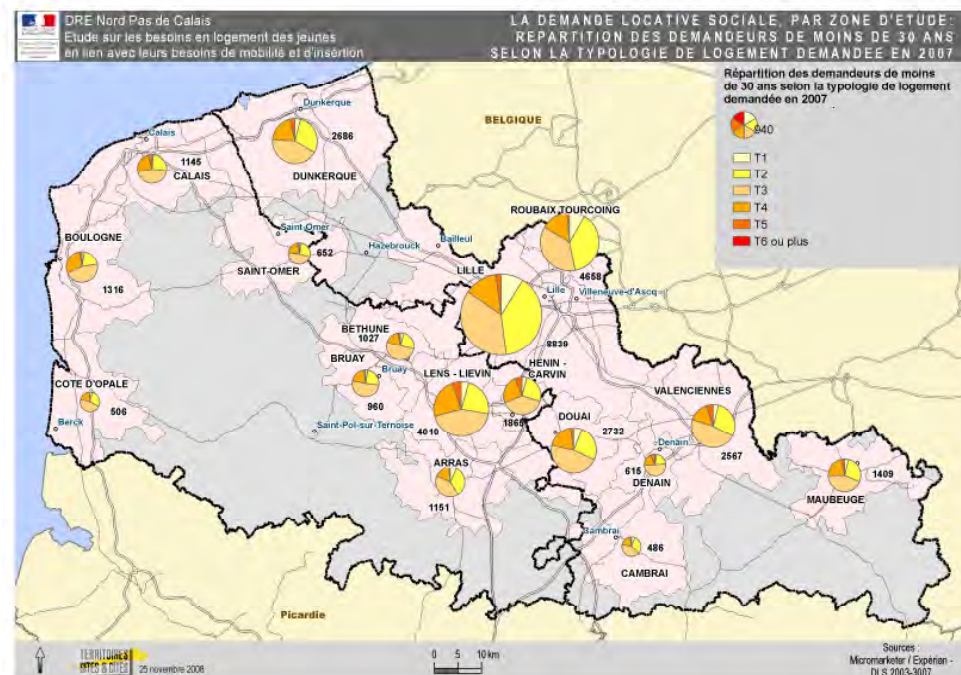 DRE Nord Pas de Calais
Etude sur les besoins en logement des jeunes
en lien avec leurs besoins de mobilité et d'insértion
LA DEMANDE LOCATIVE SOCIALE, PAR ZONE D'ETUDE:
REPARTITION DES DEMANDEURS DE MOINS DE 30 ANS
SELON LA TYPOLOGIE DE LOGEMENT DEMANDEE EN 2007
Répartition des demandeurs de moins
de 30 ans selon la typologie de logement
demandée en 2007
940
T1
T2
T3
T4
T5
T6 ou plus
BELGIQUE
Dunkerque
2686
DUNKERQUE
Calais
1145
CALAIS
ROUBAIX TOURCOING
4658
Saint-Omer
652
SAINT-OMER
Hazebrouck
Bailleul
BOULOGNE
1316
LILLE
Lille
Villeneuve-d'Ascq
8839
BETHUNE
1027
BRUAY
Bruay
960
LENS - LIEVIN
4010
HENIN -
CARVIN
1865
COTE D'OPALE
506
Berck
Saint-Pol-sur-Ternoise
DOUAI
2732
VALENCIENNES
2567
Denain
615
DENAIN
ARRAS
1151
1409
MAUBEUGE
Bambrai
486
CAMBRAI
Picardie
TERRITOIRES
SITES & CITES
25 novembre 2008
0 5 10 km
Sources :
Micromarketer / Expérian -
DLS 2003-3007